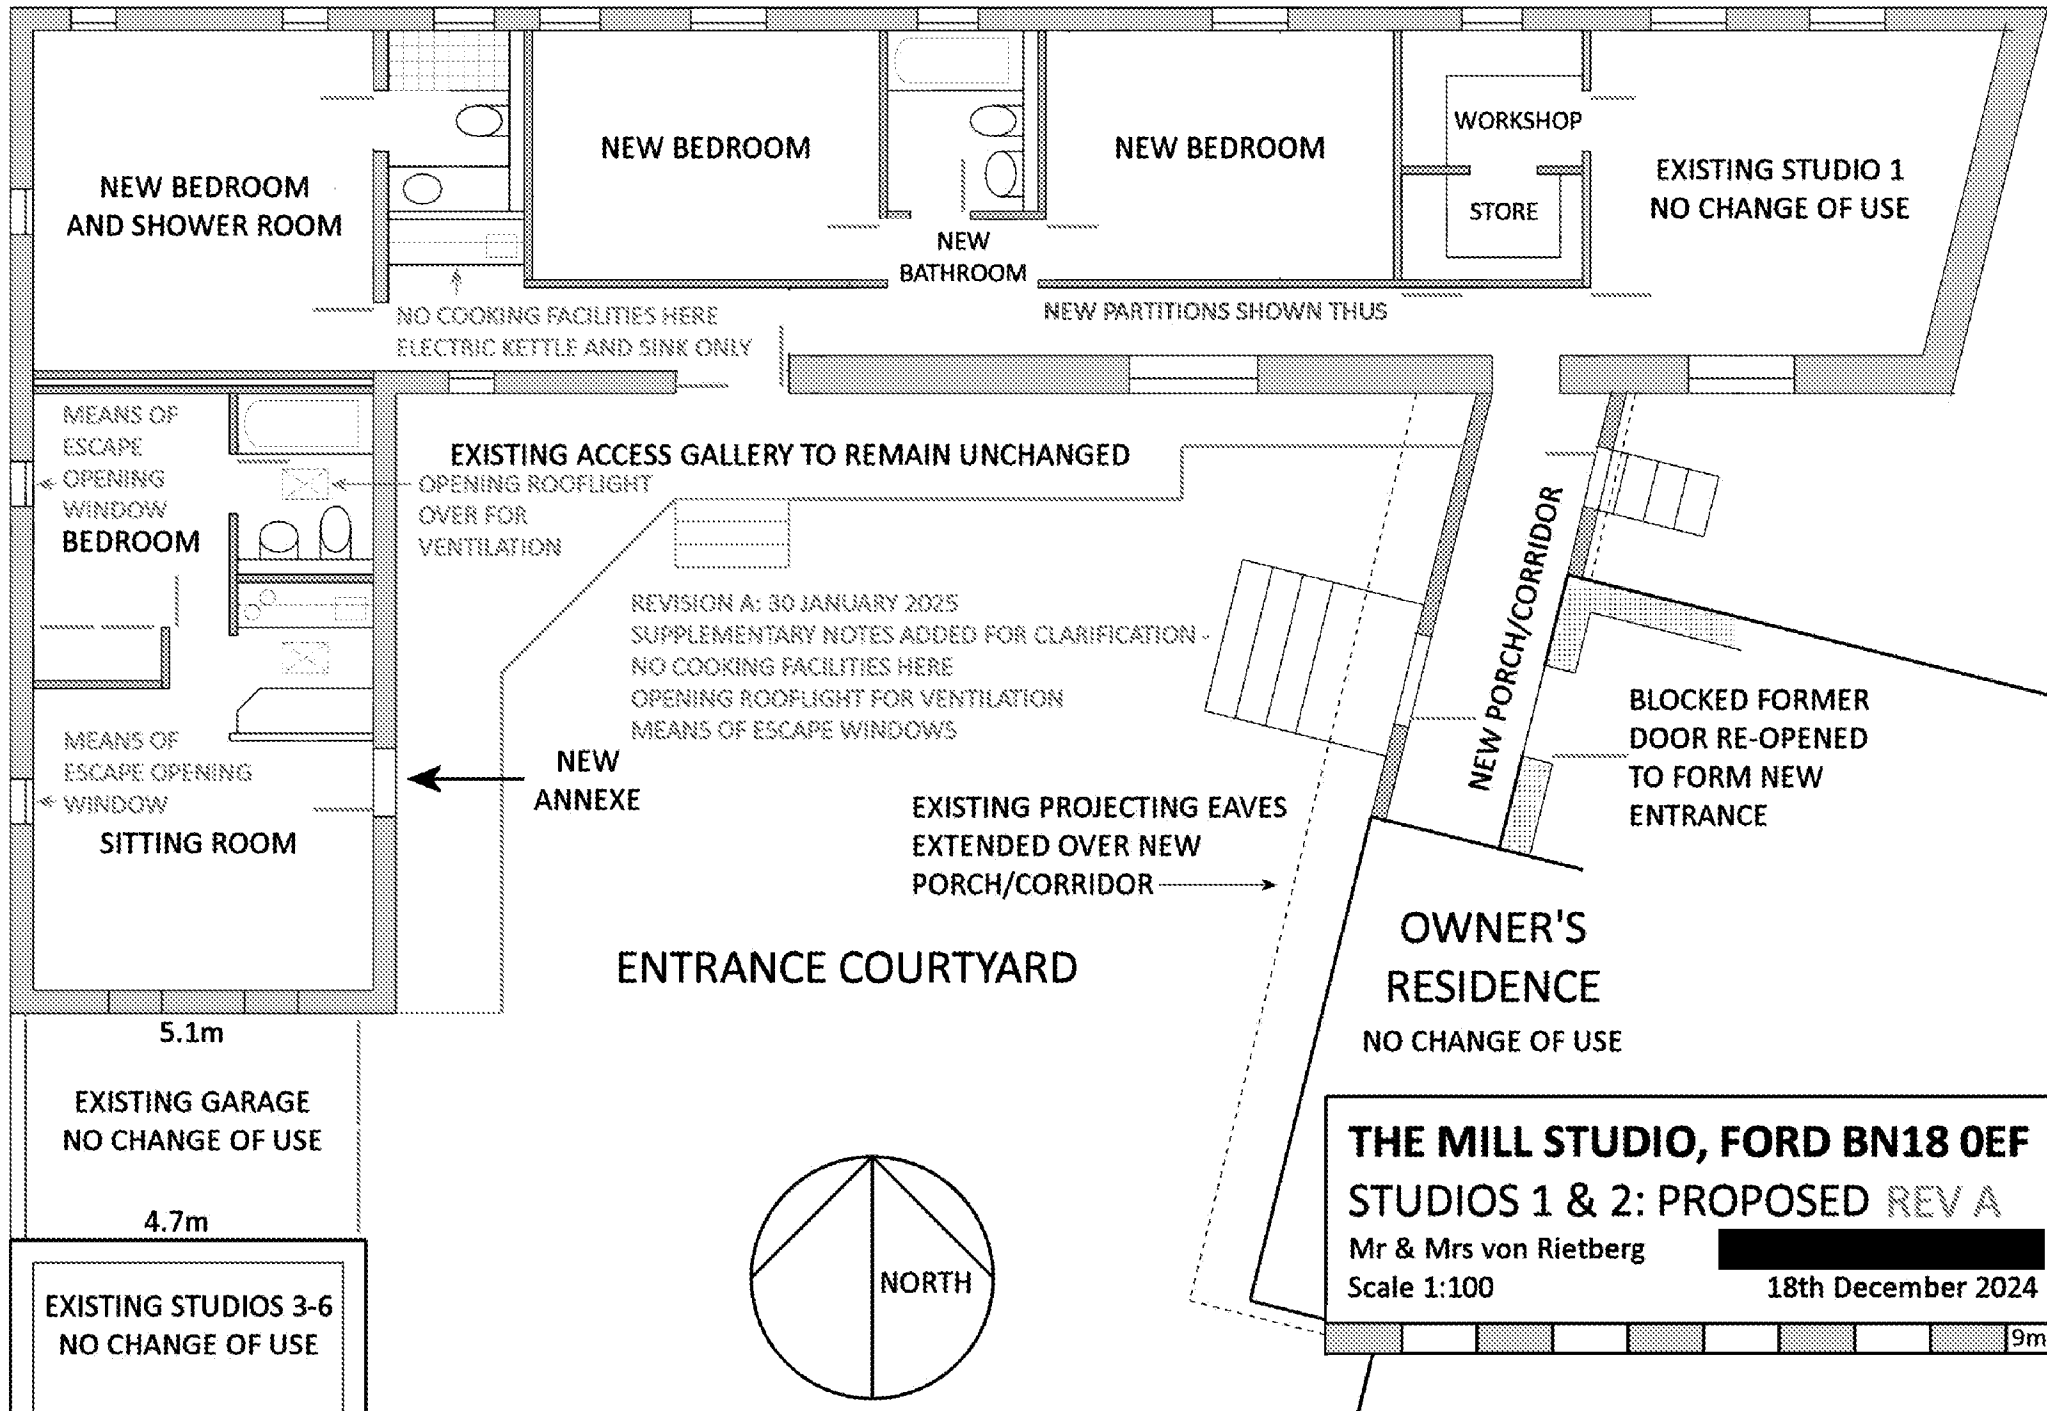 NEW BEDROOM
AND SHOWER ROOM
NEW BEDROOM
NEW BEDROOM
WORKSHOP
STORE
EXISTING STUDIO 1
NO CHANGE OF USE
NEW
BATHROOM
NO COOKING FACILITIES HERE
ELECTRIC KETTLE AND SINK ONLY
NEW PARTITIONS SHOWN THUS
MEANS OF
ESCAPE
OPENING
WINDOW
BEDROOM
EXISTING ACCESS GALLERY TO REMAIN UNCHANGED
OPENING ROOFLIGHT
OVER FOR
VENTILATION
REVISION A: 30 JANUARY 2025
SUPPLEMENTARY NOTES ADDED FOR CLARIFICATION -
NO COOKING FACILITIES HERE
OPENING ROOFLIGHT FOR VENTILATION
MEANS OF ESCAPE WINDOWS
NEW PORCH/CORRIDOR
BLOCKED FORMER
DOOR RE-OPENED
TO FORM NEW
ENTRANCE
MEANS OF
ESCAPE OPENING
WINDOW
SITTING ROOM
NEW
ANNEXE
EXISTING PROJECTING EAVES
EXTENDED OVER NEW
PORCH/CORRIDOR
ENTRANCE COURTYARD
OWNER'S
RESIDENCE
NO CHANGE OF USE
5.1m
EXISTING GARAGE
NO CHANGE OF USE
4.7m
EXISTING STUDIOS 3-6
NO CHANGE OF USE
NORTH
THE MILL STUDIO, FORD BN18 0EF
STUDIOS 1 & 2: PROPOSED REV A
Mr & Mrs von Rietberg
Scale 1:100 18th December 2024
9m